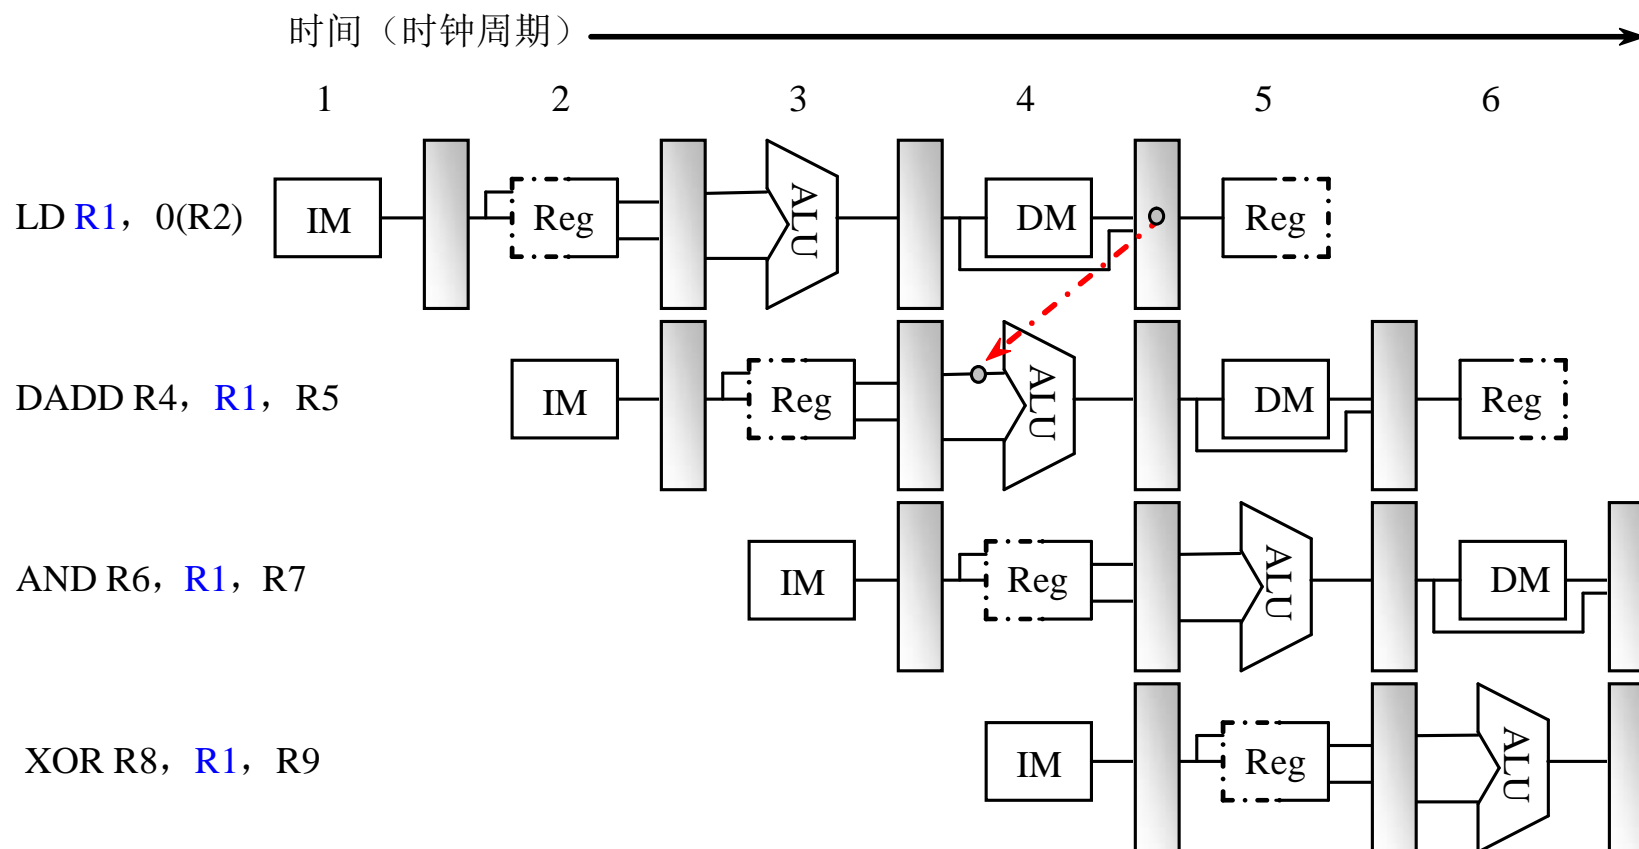 时间（时钟周期）
1 2 3 4 5 6
LD R1，0(R2) IM Reg ALU DM Reg
DADD R4，R1，R5 IM Reg ALU DM Reg
AND R6，R1，R7 IM Reg ALU DM
XOR R8，R1，R9 IM Reg ALU